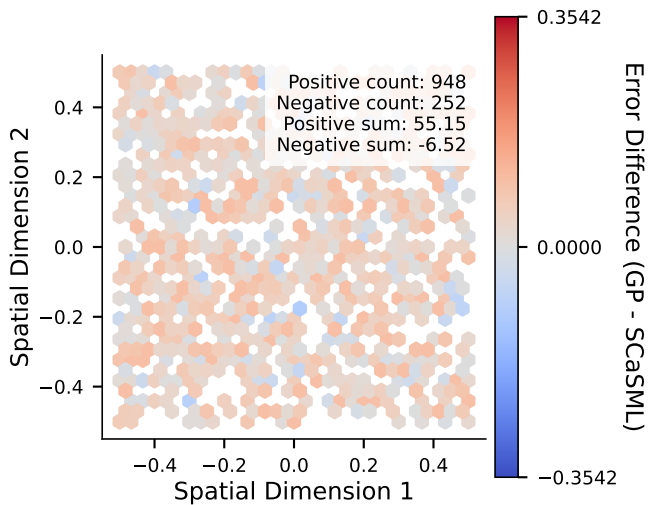 0.3542
Positive count: 948
Negative count: 252
Positive sum: 55.15
Negative sum: -6.52
0.4
0.2
0.0
−0.2
−0.4
Spatial Dimension 2
−0.4
−0.2
0.0
0.2
0.4
Spatial Dimension 1
0.0000
−0.3542
Error Difference (GP - SCaSML)